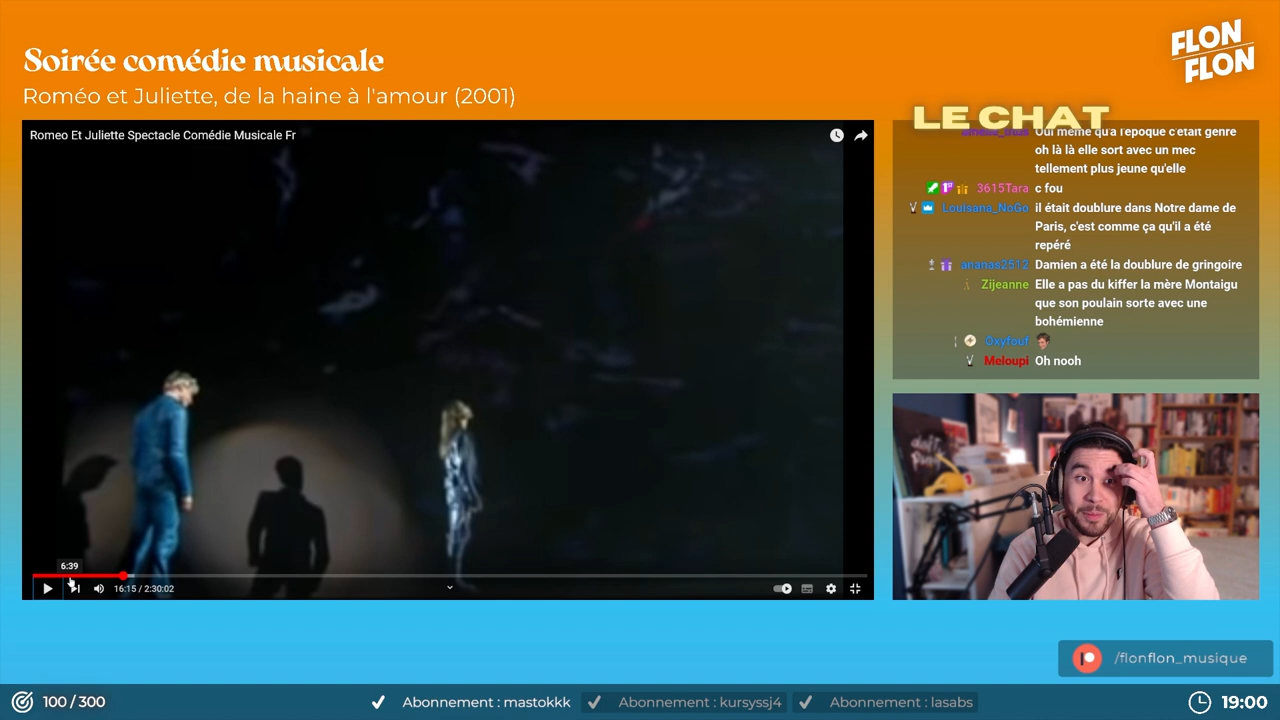 Soirée comédie musicale
Roméo et Juliette, de la haine à l'amour (2001)
FLON
FLON
Romeo Et Juliette Spectacle Comédie Musicale Fr
LE CHAT
Oui même qu'à l'époque c'était genre
oh là là elle sort avec un mec
tellement plus jeune qu'elle
3615Tara c fou
Louisana_NoGo il était doublure dans Notre dame de
Paris, c'est comme ça qu'il a été
repéré
ananas2512 Damien a été la doublure de gringoire
Zijeanne Elle a pas du kiffer la mère Montaigu
que son poulain sorte avec une
bohémienne
Oxyfouf
Meloupi Oh nooh
6:39
16:15 / 2:30:02
/flonflon_musique
100 / 300
Abonnement : mastokkk
Abonnement : kursyssj4
Abonnement : lasabs
19:00